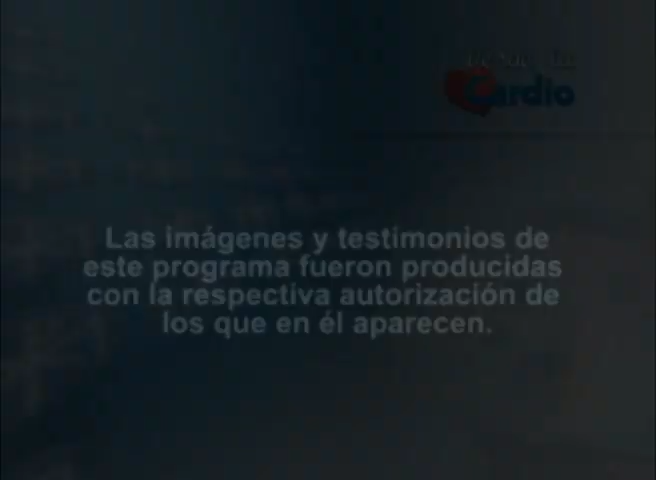 Cardio
Las imágenes y testimonios de
este programa fueron producidas
con la respectiva autorización de
los que en él aparecen.